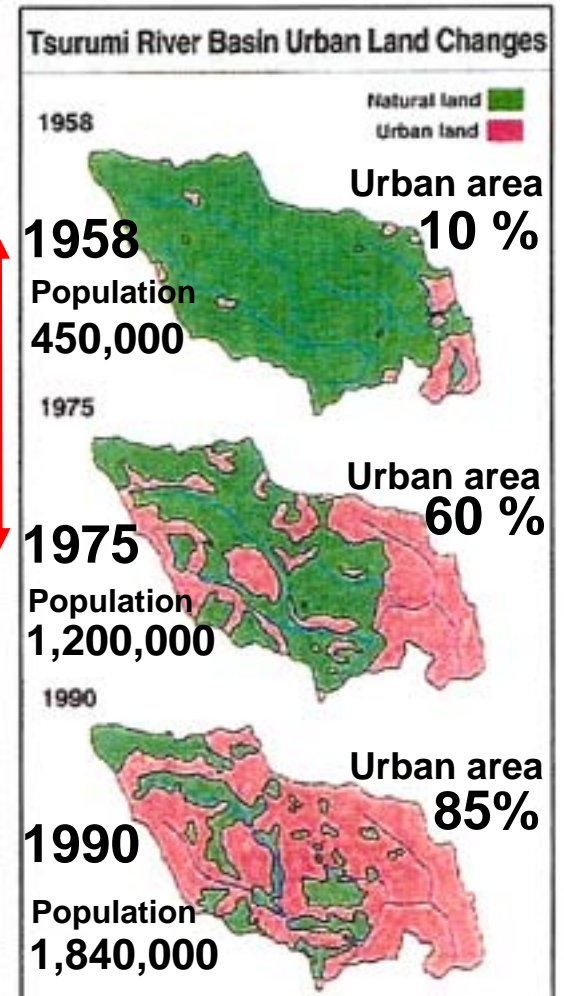 Tsurumi River Basin Urban Land Changes
Natural land
Urban land
1958
Urban area
10 %
1958
Population
450,000
1975
Urban area
60 %
1975
Population
1,200,000
1990
Urban area
85%
1990
Population
1,840,000